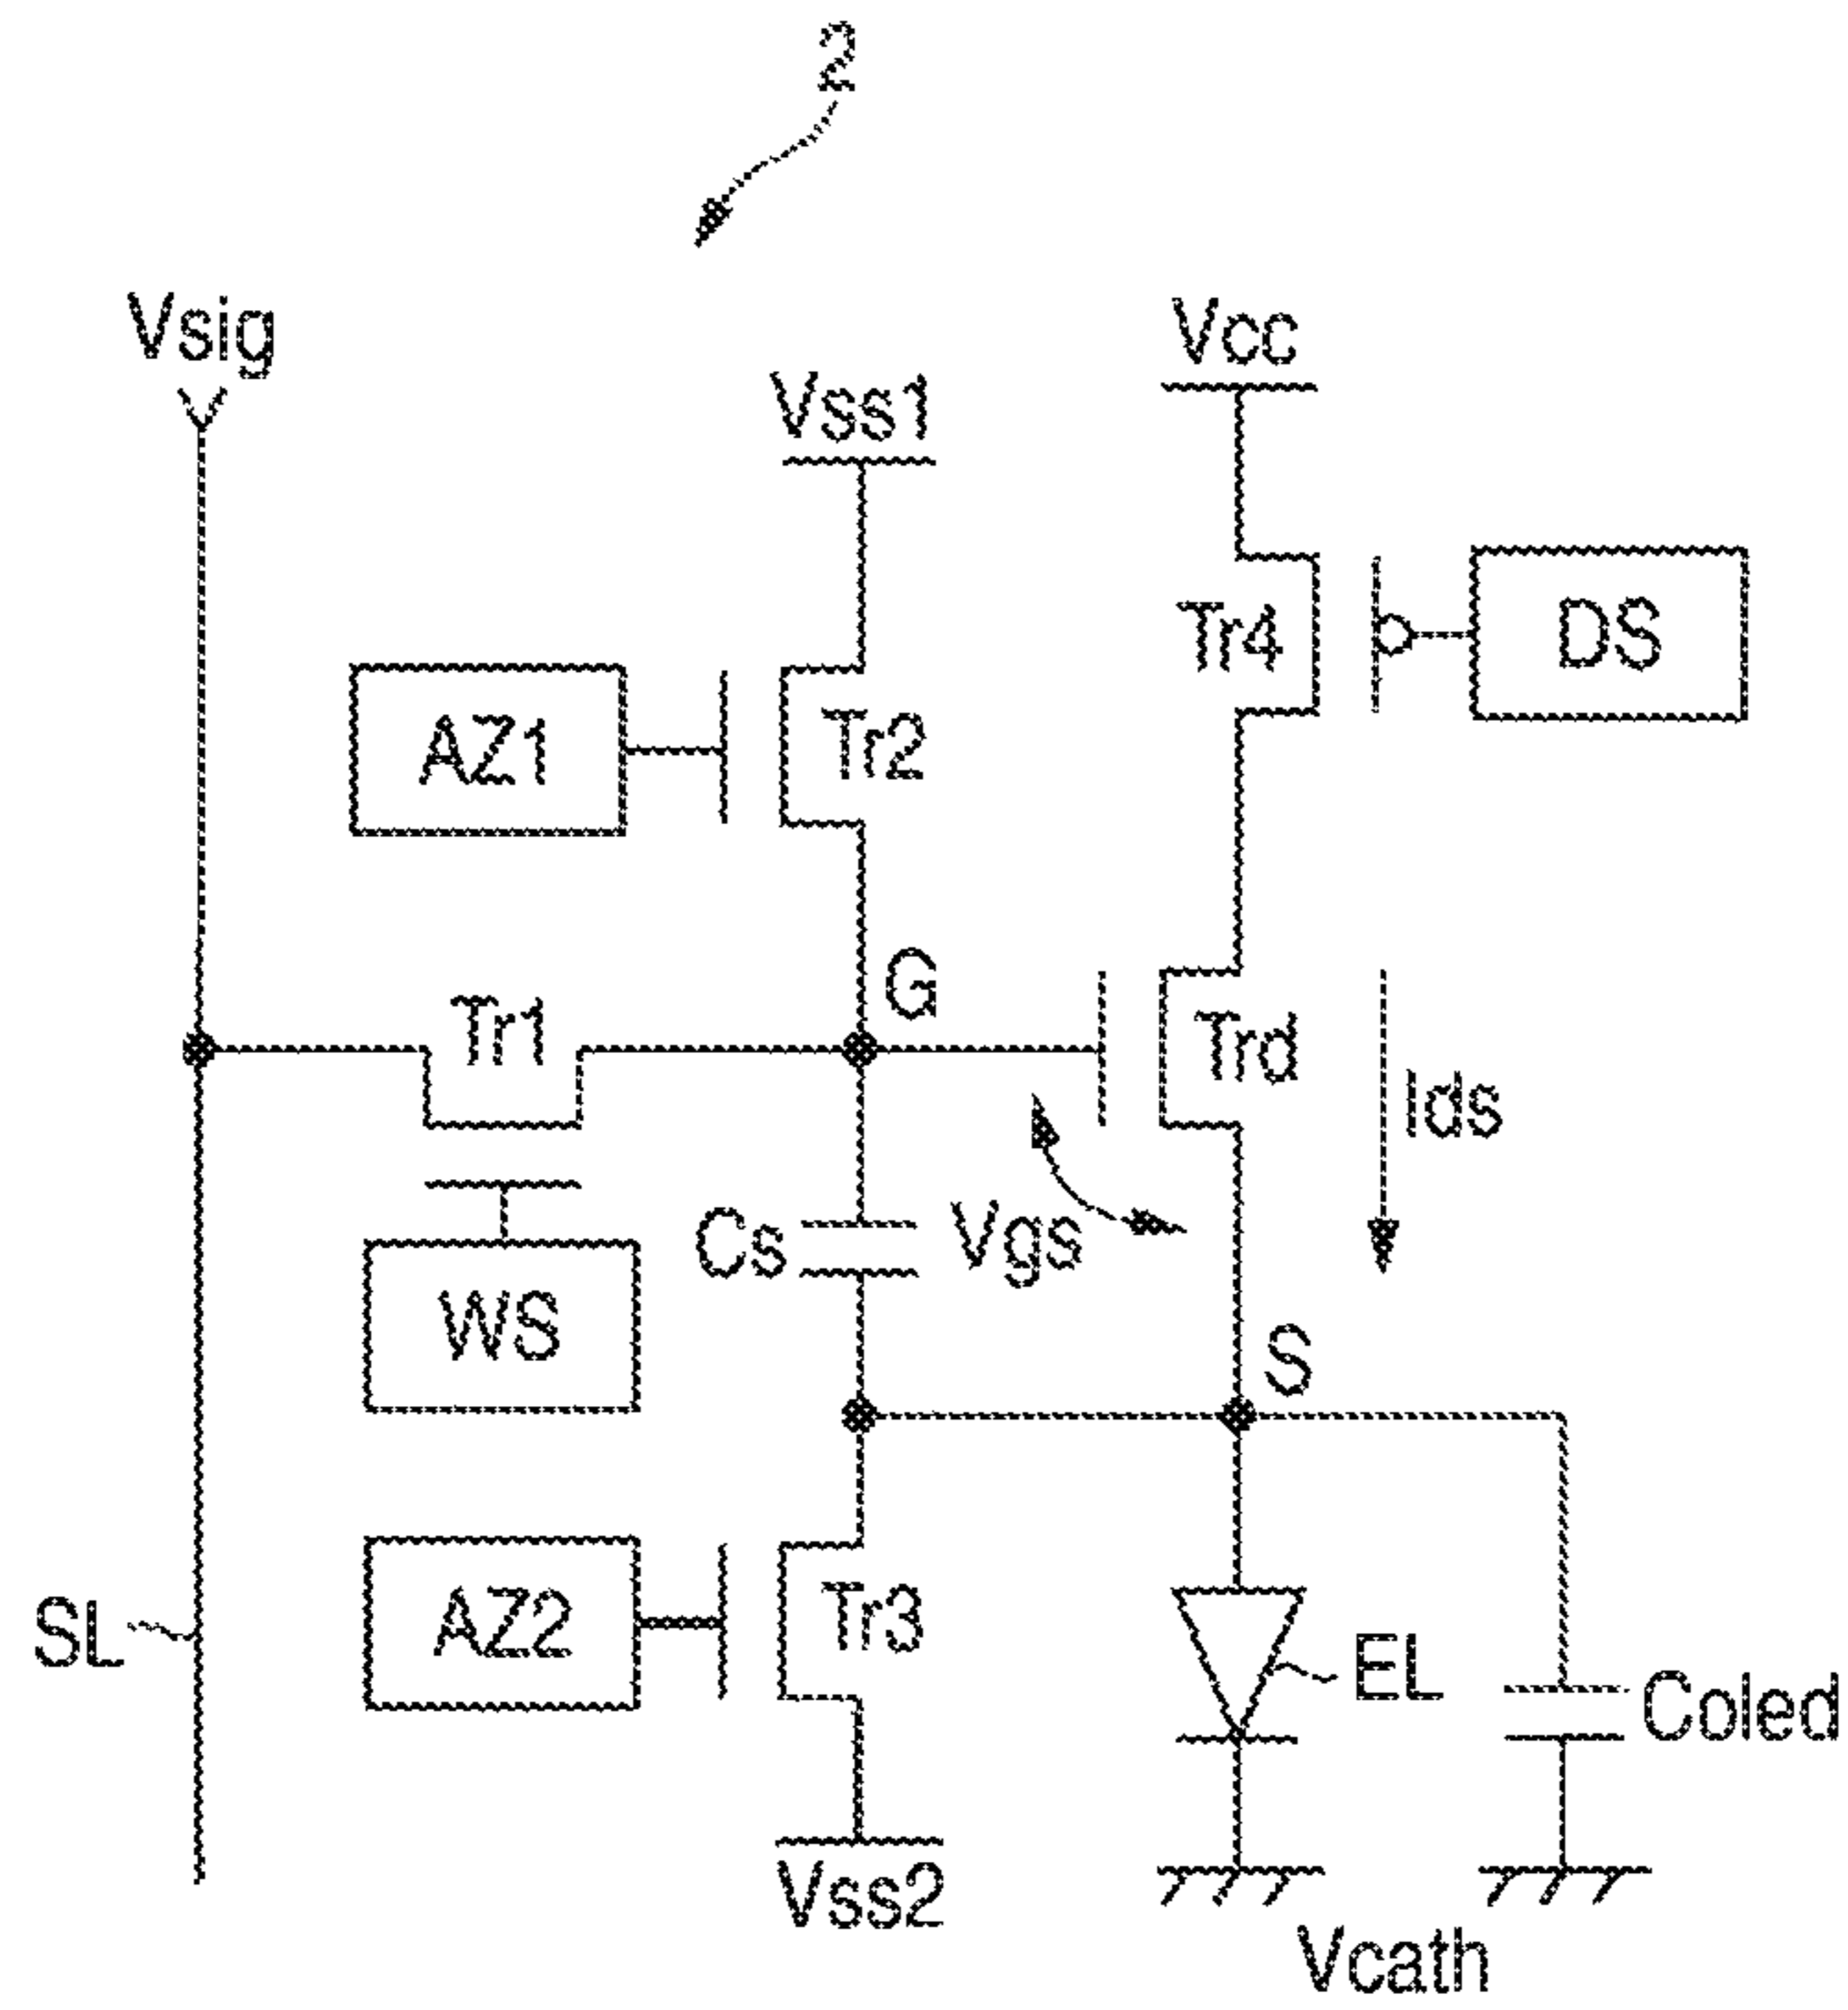 2
Vsig
Vcc
Vss1
Tr4
DS
AZ1
Tr2
G
Tr1
Trd
Ids
Cs
Vgs
WS
S
AZ2
Tr3
SL
EL
Coled
Vss2
Vcath